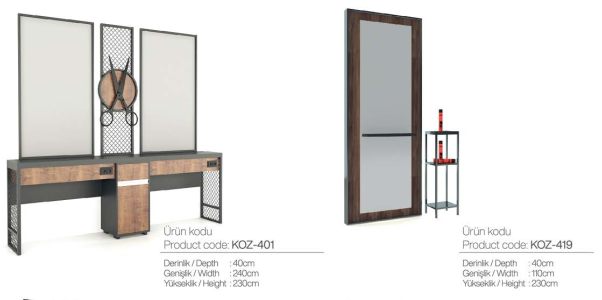 Ürün kodu
Product code: KOZ-401
Derinlik / Depth : 40cm
Genişlik / Width : 240cm
Yükseklik / Height : 230cm
Ürün kodu
Product code: KOZ-419
Derinlik / Depth : 40cm
Genişlik / Width : 110cm
Yükseklik / Height : 230cm